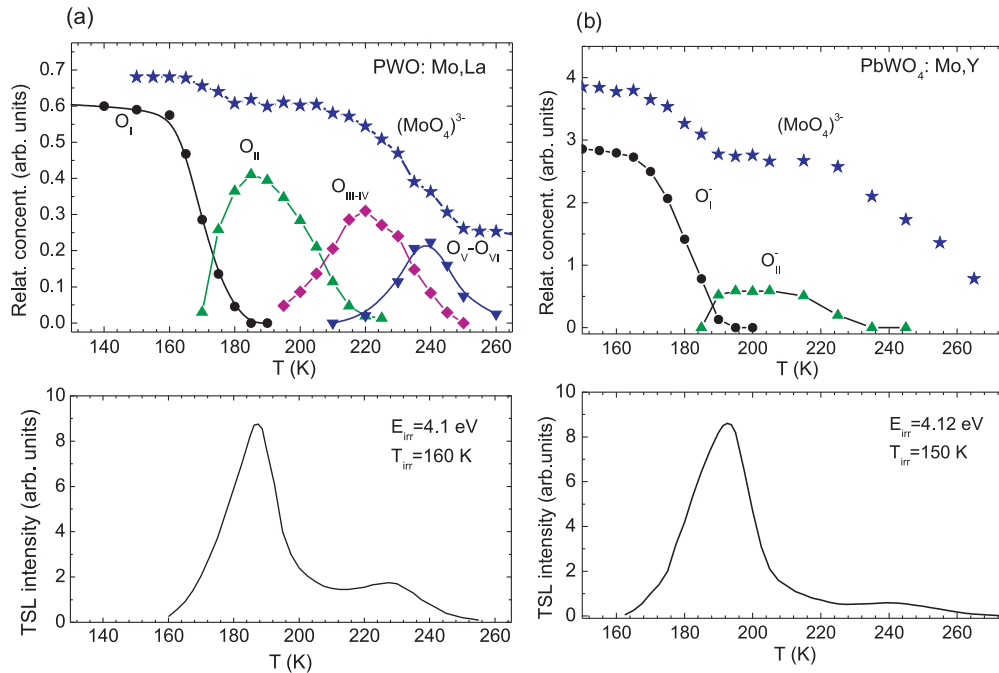 (a)
PWO: Mo,La
(MoO₄)³⁻
O_I
O_II
O_III-IV
O_V–O_VI
Relat. concent. (arb. units)
0.7
0.6
0.5
0.4
0.3
0.2
0.1
0.0
140 160 180 200 220 240 260
T (K)
(b)
PbWO₄: Mo,Y
(MoO₄)³⁻
O⁻_I
O⁻_II
Relat. concent. (arb. units)
4
3
2
1
0
160 180 200 220 240 260
T (K)
E_irr=4.1 eV
T_irr=160 K
TSL intensity (arb. units)
10
8
6
4
2
0
140 160 180 200 220 240 260
T (K)
E_irr=4.12 eV
T_irr=150 K
TSL intensity (arb.units)
10
8
6
4
2
0
160 180 200 220 240 260
T (K)